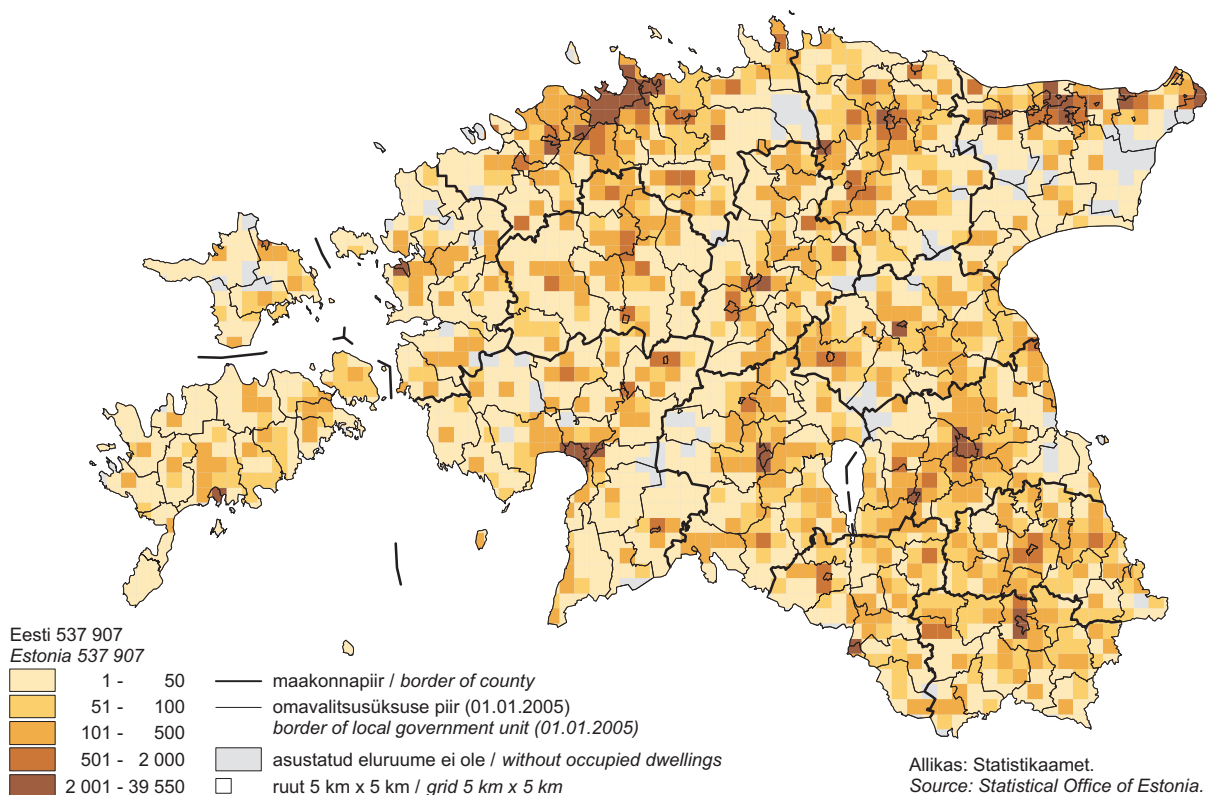 Eesti 537 907
Estonia 537 907
1 - 50
51 - 100
101 - 500
501 - 2 000
2 001 - 39 550
maakonnapiir / border of county
omavalitsusüksuse piir (01.01.2005)
border of local government unit (01.01.2005)
asustatud eluruume ei ole / without occupied dwellings
ruut 5 km x 5 km / grid 5 km x 5 km
Allikas: Statistikaamet.
Source: Statistical Office of Estonia.